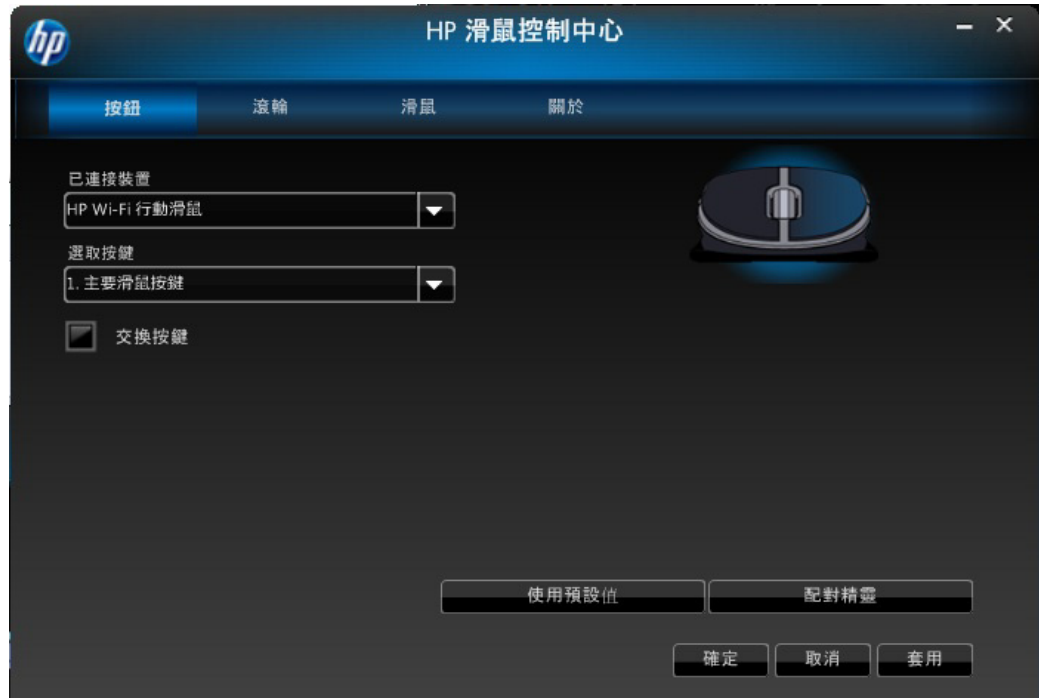 hp
HP 滑鼠控制中心
按鈕 滾輪 滑鼠 關於
已連接裝置
HP Wi-Fi 行動滑鼠
選取按鍵
1. 主要滑鼠按鍵
交換按鍵
使用預設值 配對精靈
確定 取消 套用